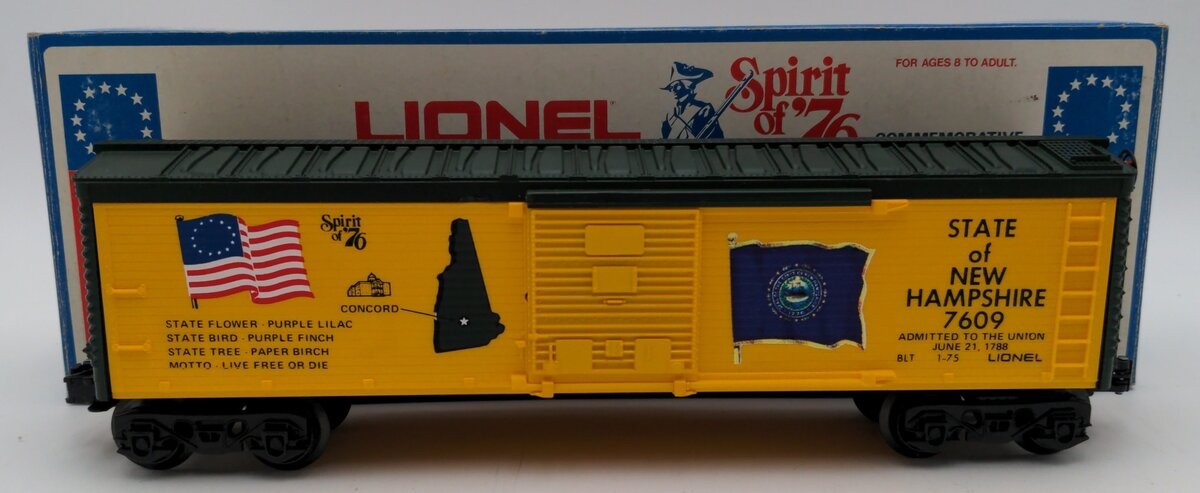 FOR AGES 8 TO ADULT.
LIONEL
Spirit
of '76
COMMEMORATIVE
Spirit
of '76
CONCORD
STATE FLOWER - PURPLE LILAC
STATE BIRD - PURPLE FINCH
STATE TREE - PAPER BIRCH
MOTTO - LIVE FREE OR DIE
STATE
of
NEW
HAMPSHIRE
7609
ADMITTED TO THE UNION
JUNE 21, 1788
BLT 1-75 LIONEL